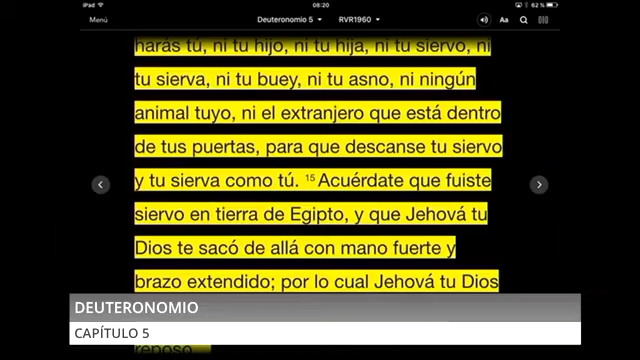 iPad
08:20
62 %
Menú
Deuteronomio 5
RVR1960
Aa
harás tú, ni tu hijo, ni tu hija, ni tu siervo, ni
tu sierva, ni tu buey, ni tu asno, ni ningún
animal tuyo, ni el extranjero que está dentro
de tus puertas, para que descanse tu siervo
y tu sierva como tú. 15 Acuérdate que fuiste
siervo en tierra de Egipto, y que Jehová tu
Dios te sacó de allá con mano fuerte y
brazo extendido; por lo cual Jehová tu Dios
DEUTERONOMIO
CAPÍTULO 5
reposo